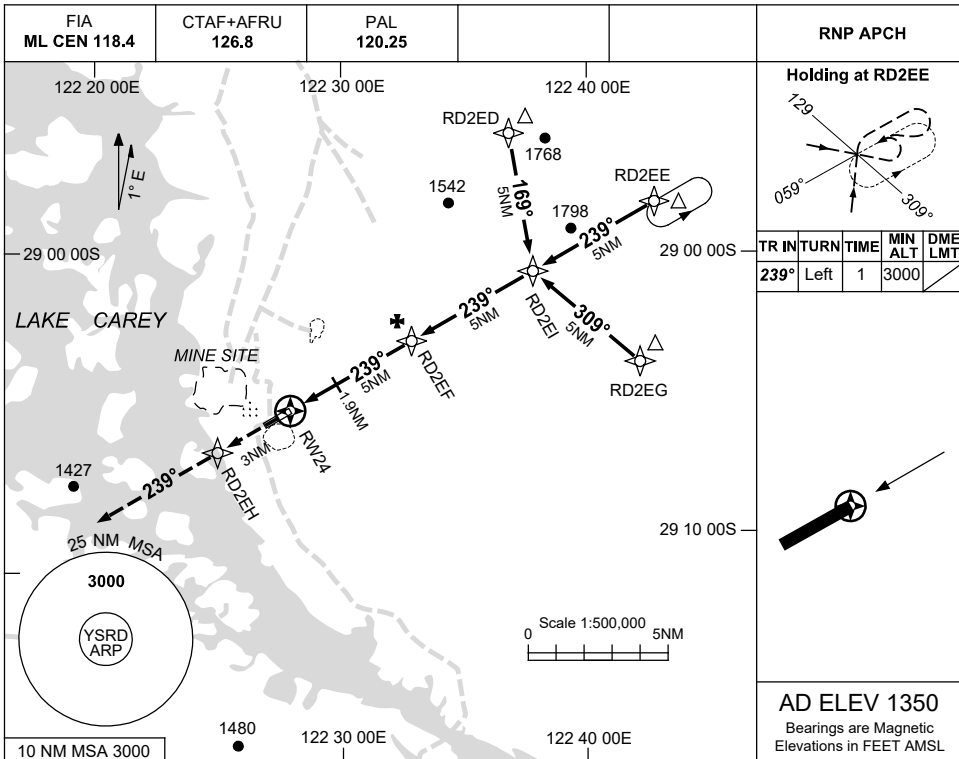 FIA
ML CEN 118.4
CTAF+AFRU
126.8
PAL
120.25
RNP APCH
122 20 00E
122 30 00E
122 40 00E
Holding at RD2EE
129
059°
309°
TR IN TURN TIME MIN ALT DME LMT
239° Left 1 3000
1° E
RD2ED
1768
1542
RD2EE
169°
5NM
1798
239°
5NM
29 00 00S
29 00 00S
RD2EI
239°
5NM
309°
5NM
LAKE CAREY
MINE SITE
RD2EF
239°
5NM
1.9NM
RD2EG
RW24
3NM
RD2EH
1427
239°
29 10 00S
25 NM MSA
3000
YSRD
ARP
Scale 1:500,000
0 5NM
1480
122 30 00E
122 40 00E
10 NM MSA 3000
AD ELEV 1350
Bearings are Magnetic
Elevations in FEET AMSL